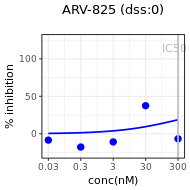 ARV-825 (dss:0)
% inhibition
100
50
0
IC50
0.03 0.3 3 30 300
conc(nM)